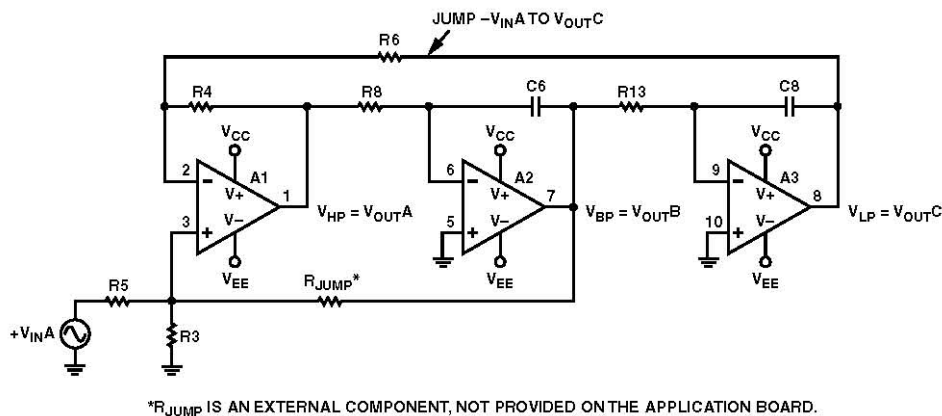 JUMP –VINA TO VOUTC
R6
R4
R8
C6
R13
C8
VCC
VCC
VCC
2
A1
V+
1
3
V–
VEE
VHP = VOUTA
6
A2
V+
7
5
V–
VEE
VBP = VOUTB
9
A3
V+
8
10
V–
VEE
VLP = VOUTC
R5
RJUMP*
+VINA
R3
*RJUMP IS AN EXTERNAL COMPONENT, NOT PROVIDED ON THE APPLICATION BOARD.